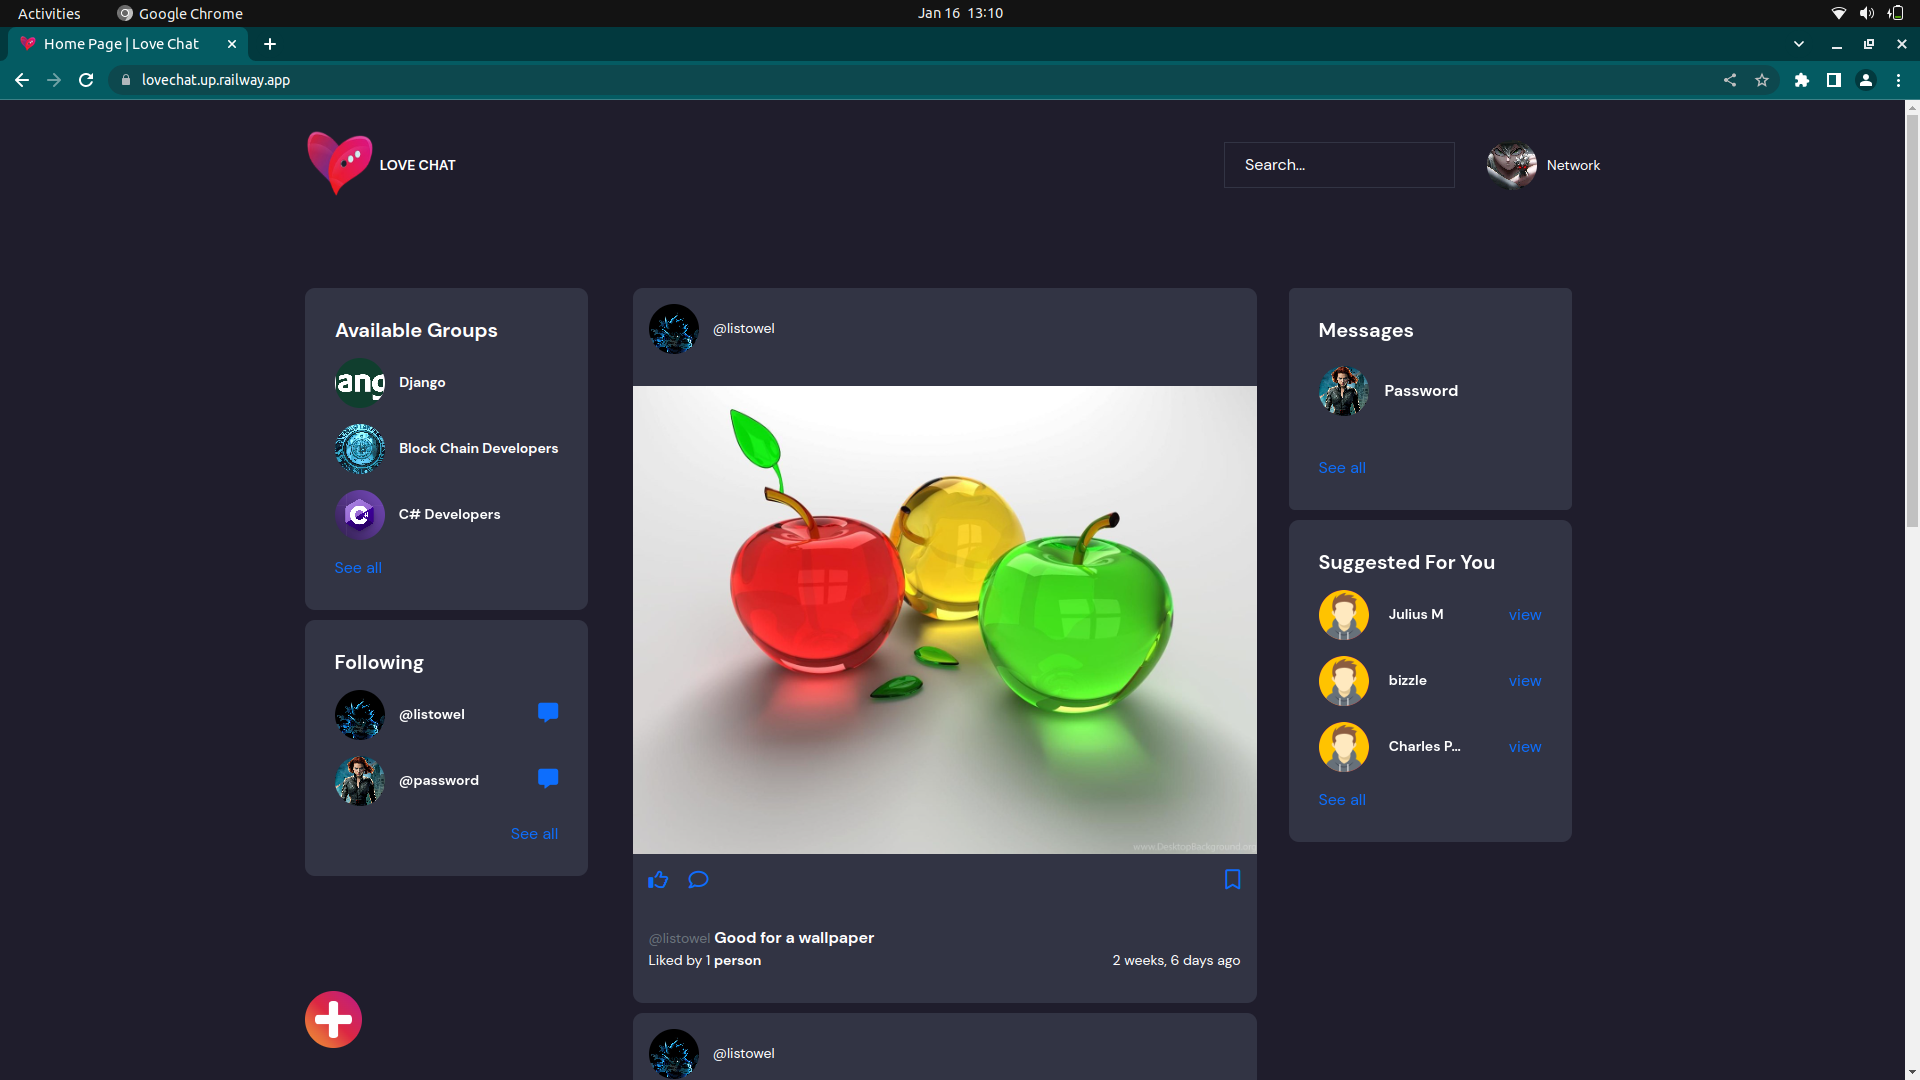 Activities
Google Chrome
Jan 16 13:10
Home Page | Love Chat
lovechat.up.railway.app
LOVE CHAT
Search...
Network
Available Groups
ang
Django
Block Chain Developers
C
C# Developers
See all
Following
@listowel
@password
See all
@listowel
www.DesktopBackground.org
@listowel Good for a wallpaper
Liked by 1 person
2 weeks, 6 days ago
@listowel
Messages
Password
See all
Suggested For You
Julius M
view
bizzle
view
Charles P...
view
See all